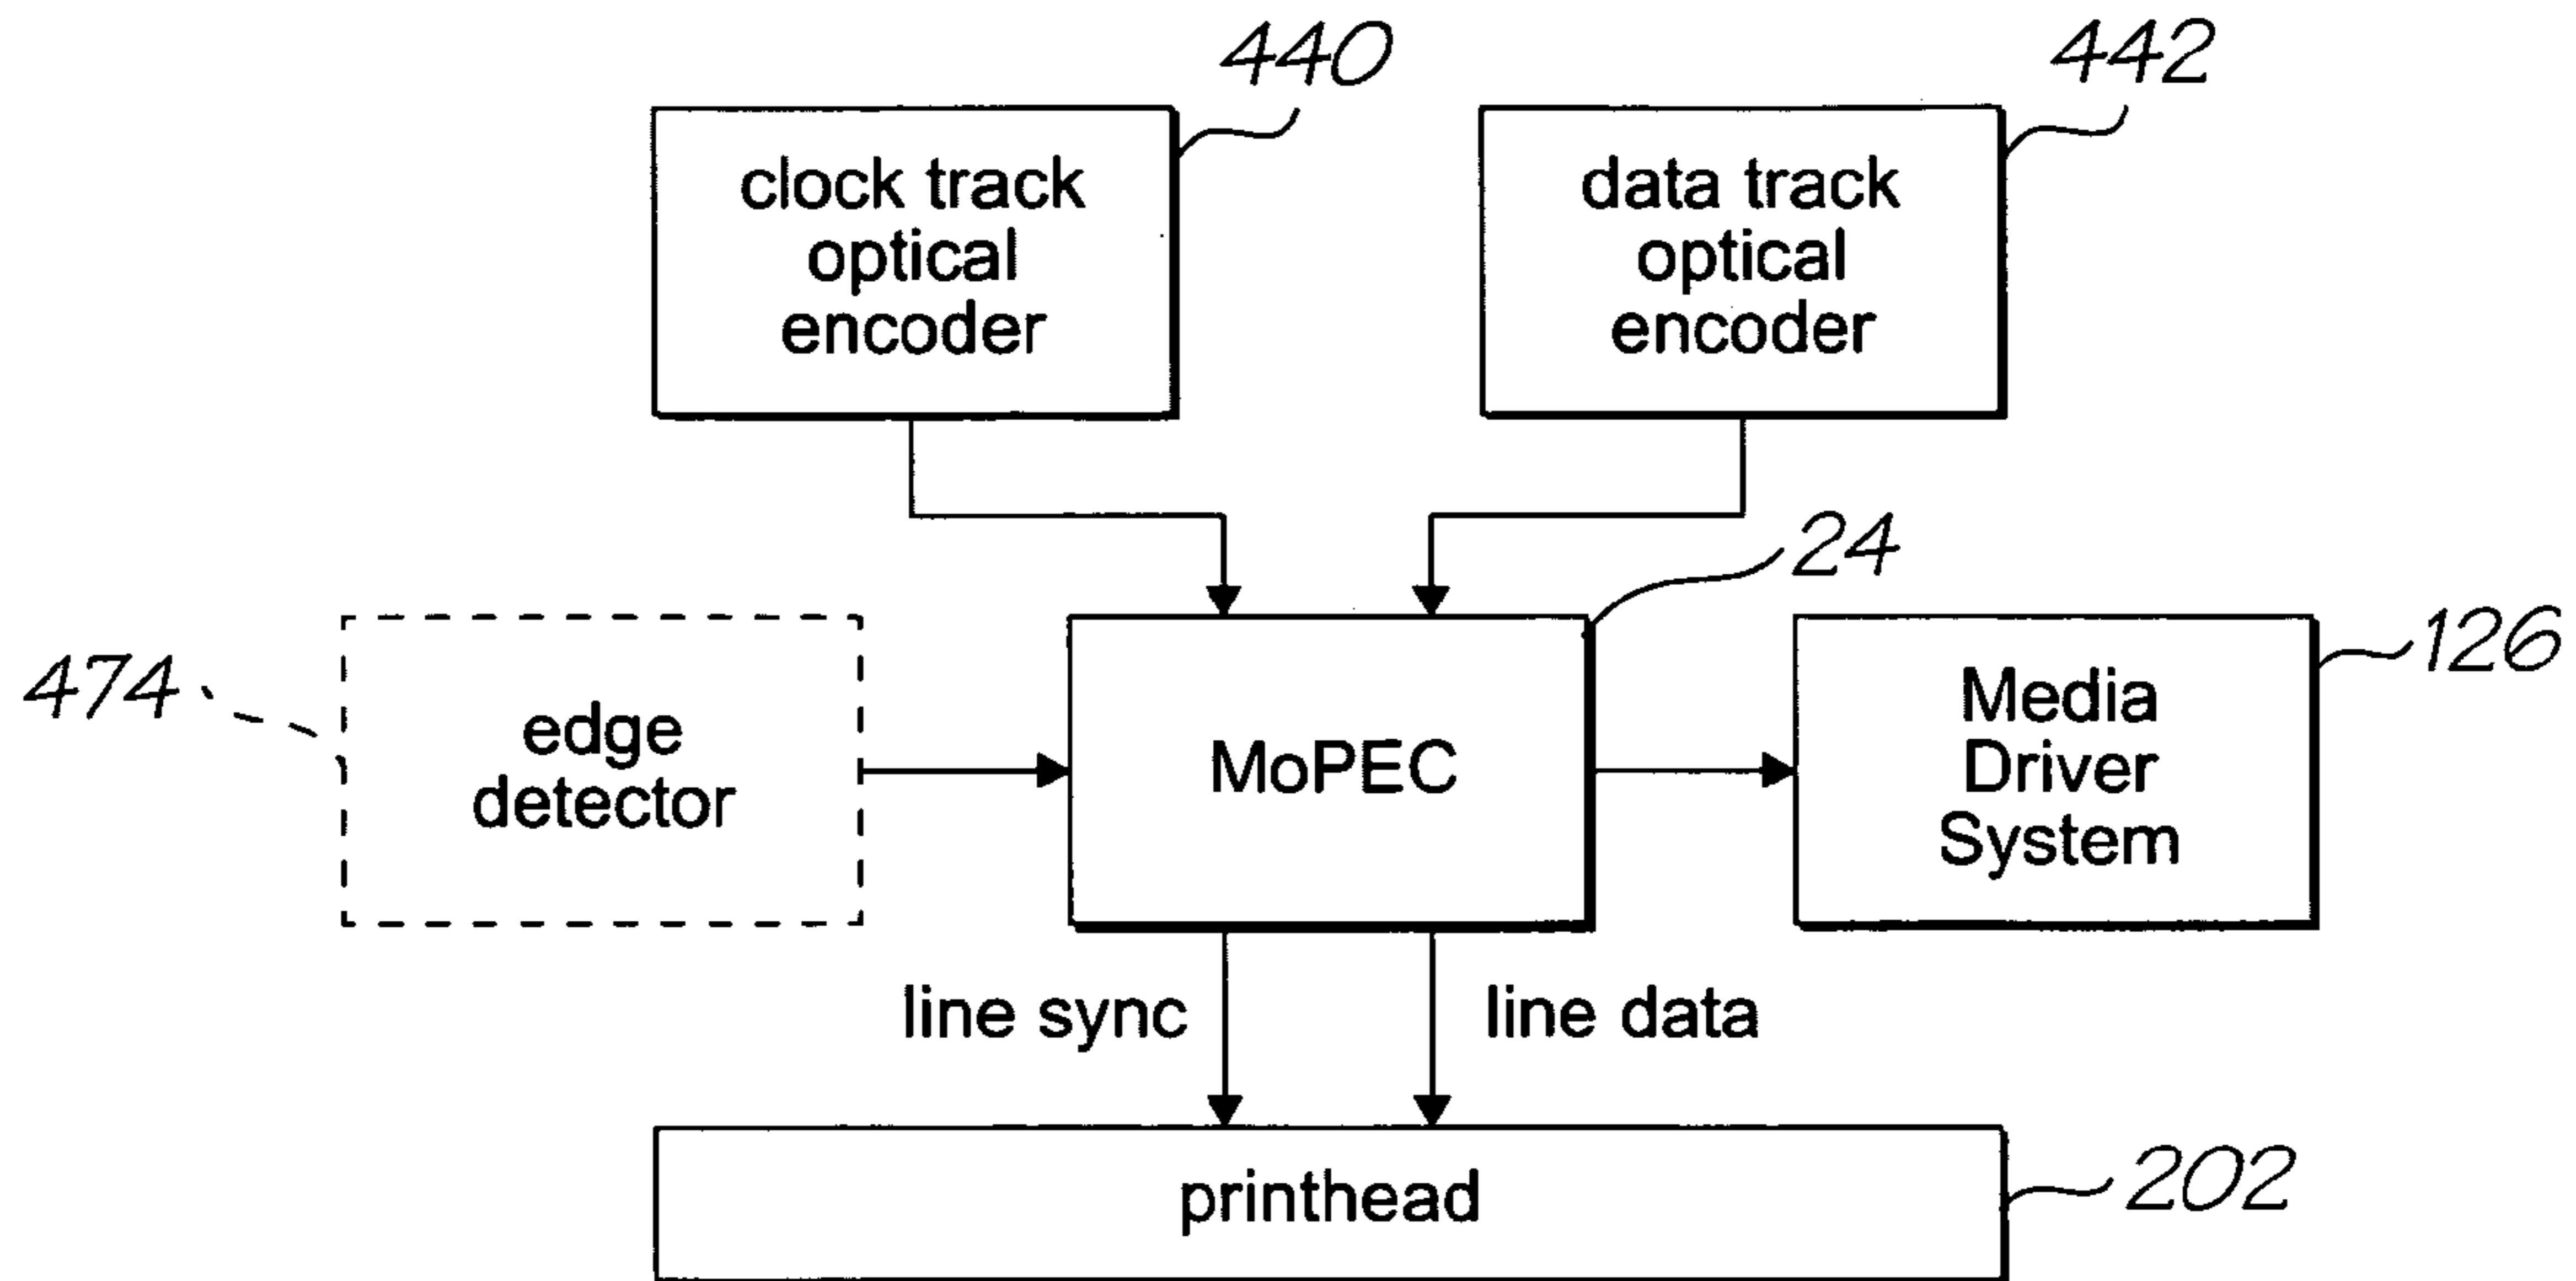 440
442
clock track
optical
encoder
data track
optical
encoder
24
474
edge
detector
MoPEC
Media
Driver
System
126
line sync
line data
printhead
202